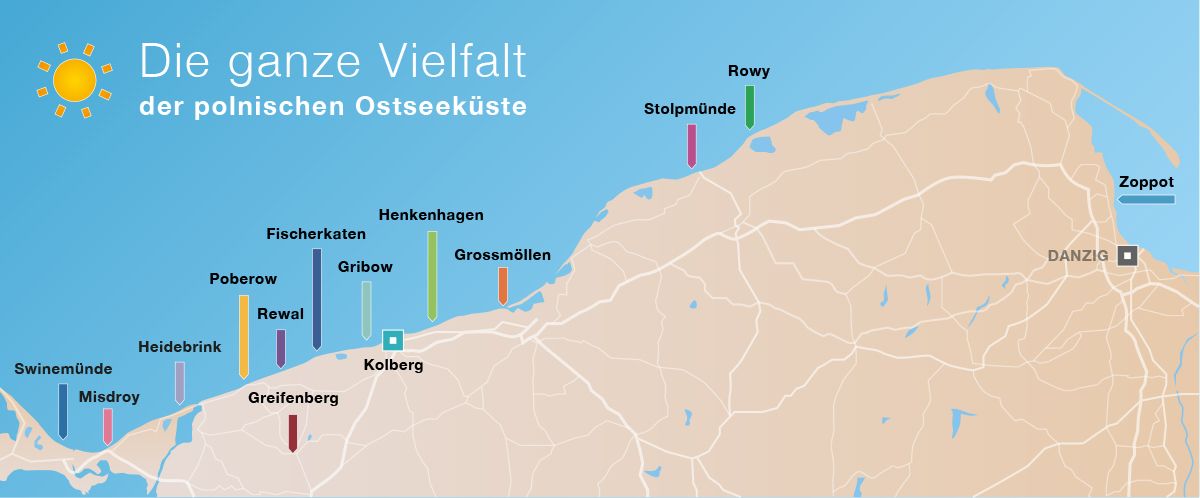 Die ganze Vielfalt
der polnischen Ostseeküste
Rowy
Stolpmünde
Zoppot
Henkenhagen
Fischerkaten
DANZIG
Grossmöllen
Gribow
Poberow
Rewal
Heidebrink
Kolberg
Swinemünde
Misdroy
Greifenberg